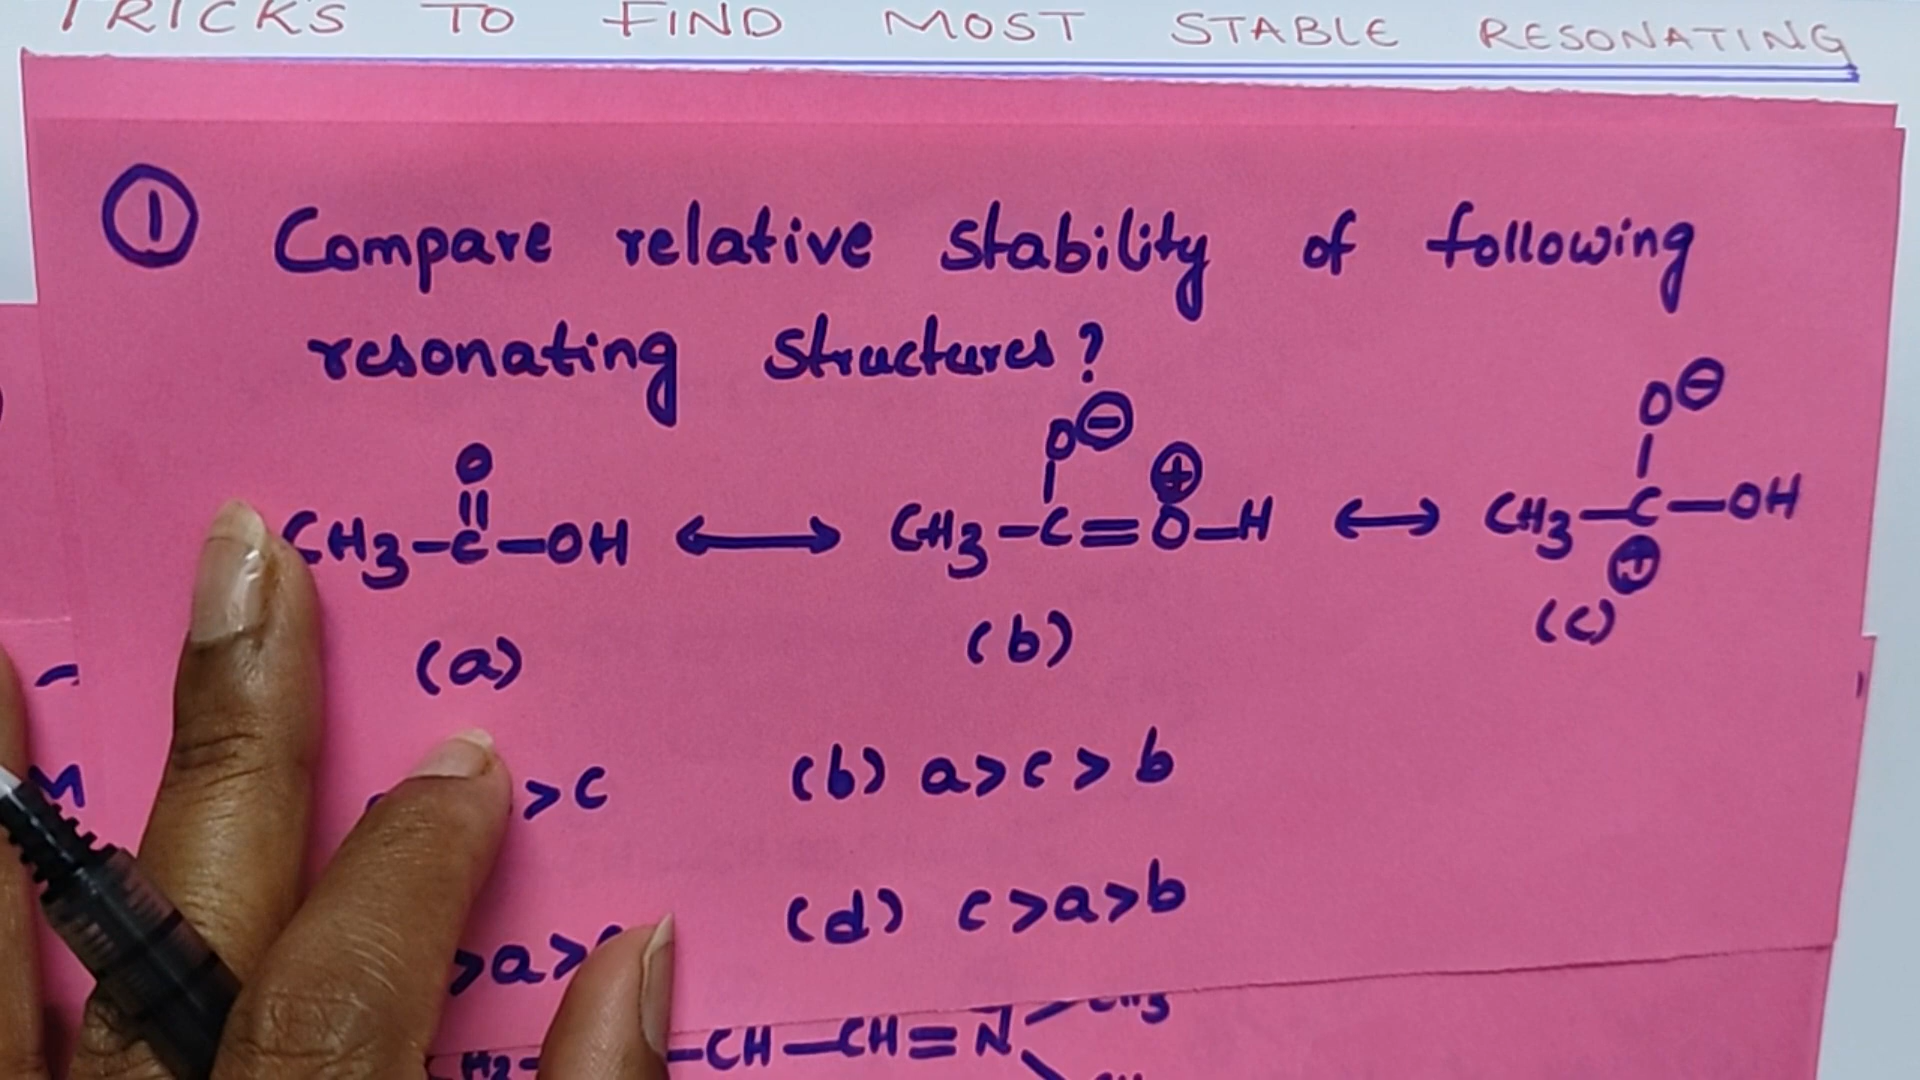 TRICKS TO FIND MOST STABLE RESONATING
① Compare relative stability of following
resonating structures?
O O⊖ ⊕ O⊖
CH3-C-OH ⟷ CH3-C=O-H ⟷ CH3-C-OH
⊕
(a) (b) (c)
>c (b) a>c>b
>a> (d) c>a>b
-CH-CH=N CH3